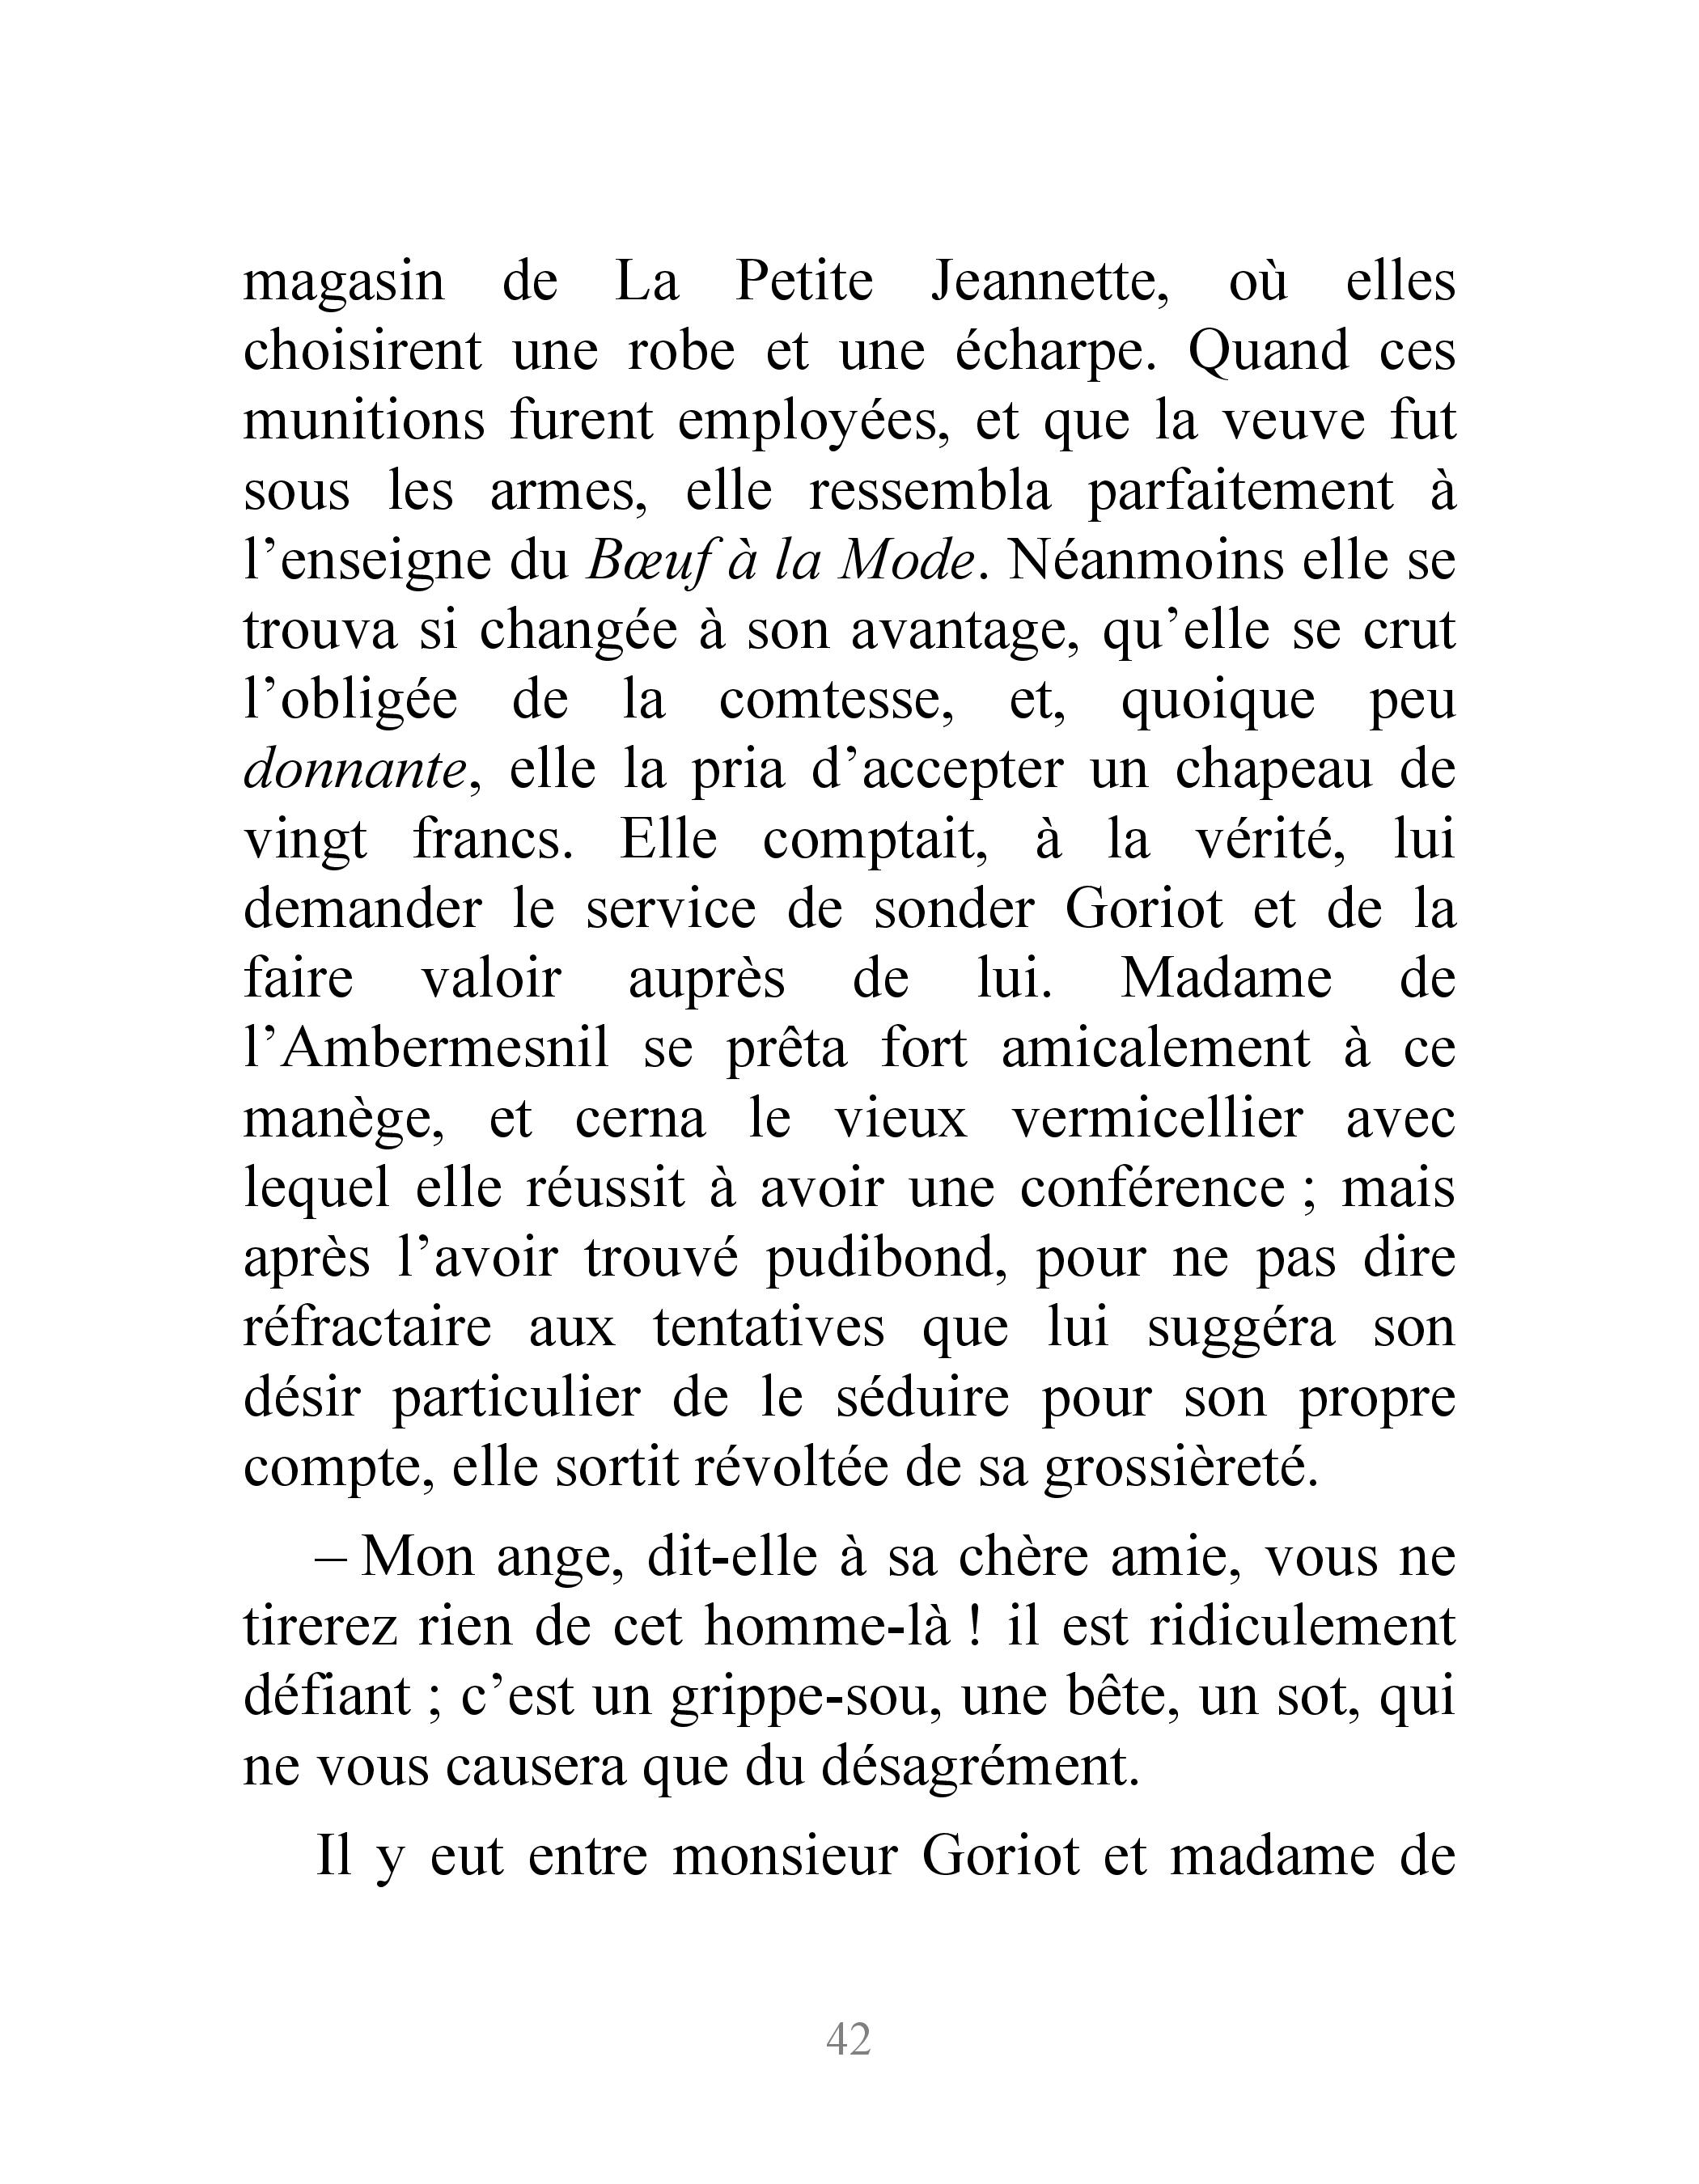 magasin de La Petite Jeannette, où elles
choisirent une robe et une écharpe. Quand ces
munitions furent employées, et que la veuve fut
sous les armes, elle ressembla parfaitement à
l’enseigne du Bœuf à la Mode. Néanmoins elle se
trouva si changée à son avantage, qu’elle se crut
l’obligée de la comtesse, et, quoique peu
donnante, elle la pria d’accepter un chapeau de
vingt francs. Elle comptait, à la vérité, lui
demander le service de sonder Goriot et de la
faire valoir auprès de lui. Madame de
l’Ambermesnil se prêta fort amicalement à ce
manège, et cerna le vieux vermicellier avec
lequel elle réussit à avoir une conférence ; mais
après l’avoir trouvé pudibond, pour ne pas dire
réfractaire aux tentatives que lui suggéra son
désir particulier de le séduire pour son propre
compte, elle sortit révoltée de sa grossièreté.
– Mon ange, dit-elle à sa chère amie, vous ne
tirerez rien de cet homme-là ! il est ridiculement
défiant ; c’est un grippe-sou, une bête, un sot, qui
ne vous causera que du désagrément.
Il y eut entre monsieur Goriot et madame de
42